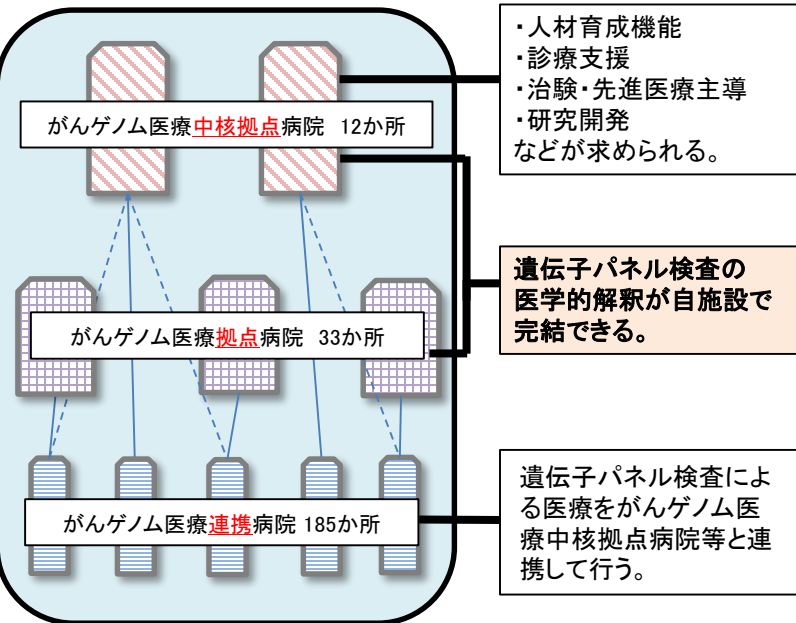 ・人材育成機能
・診療支援
・治験・先進医療主導
・研究開発
などが求められる。
がんゲノム医療中核拠点病院 12か所
遺伝子パネル検査の
医学的解釈が自施設で
完結できる。
がんゲノム医療拠点病院 33か所
遺伝子パネル検査によ
る医療をがんゲノム医
療中核拠点病院等と連
携して行う。
がんゲノム医療連携病院 185か所